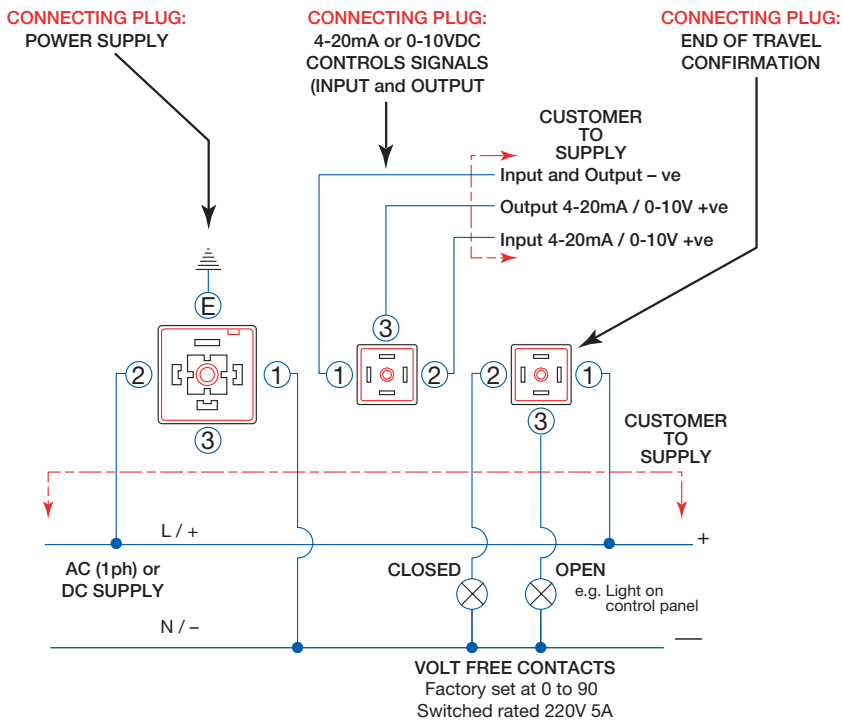 CONNECTING PLUG:
POWER SUPPLY
CONNECTING PLUG:
4-20mA or 0-10VDC
CONTROLS SIGNALS
(INPUT and OUTPUT
CONNECTING PLUG:
END OF TRAVEL
CONFIRMATION
CUSTOMER
TO
SUPPLY
Input and Output – ve
Output 4-20mA / 0-10V +ve
Input 4-20mA / 0-10V +ve
E
2
1
3
3
1
2
2
1
3
CUSTOMER
TO
SUPPLY
L / +
+
AC (1ph) or
DC SUPPLY
CLOSED
OPEN
e.g. Light on
control panel
N / –
—
VOLT FREE CONTACTS
Factory set at 0 to 90
Switched rated 220V 5A